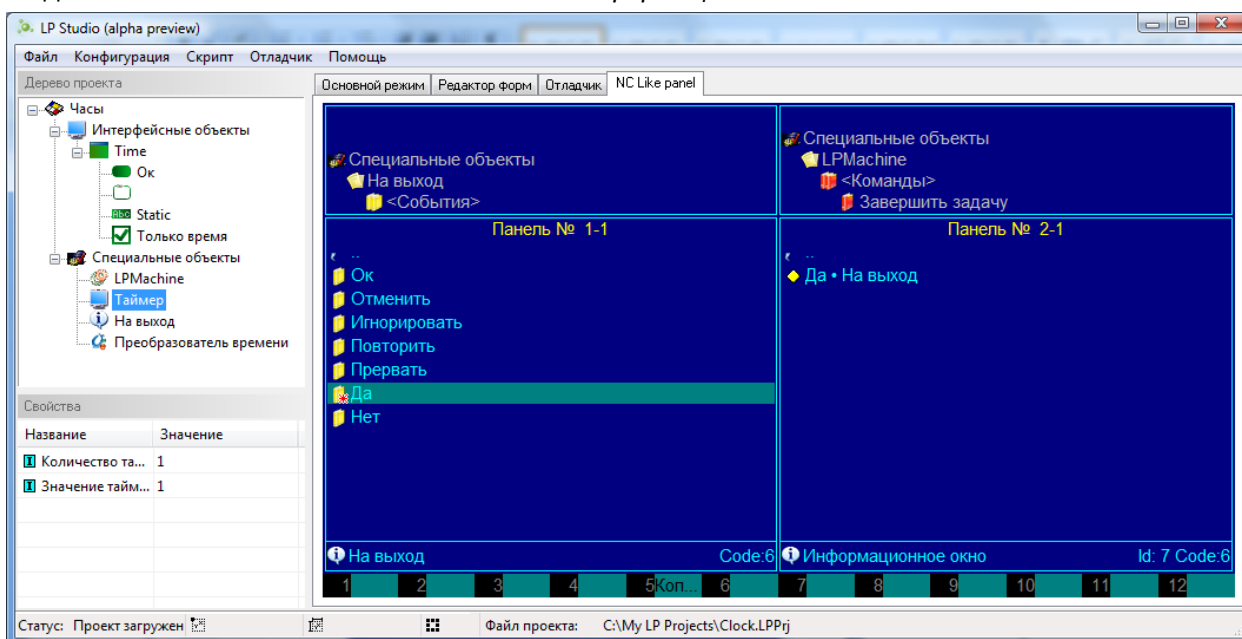 LP Studio (alpha preview)
Файл Конфигурация Скрипт Отладчик Помощь
Дерево проекта
Часы
Интерфейсные объекты
Time
Ок
Abc Static
Только время
Специальные объекты
LPMachine
Таймер
На выход
Преобразователь времени
Свойства
Название Значение
Количество та... 1
Значение тайм... 1
Основной режим Редактор форм Отладчик NC Like panel
Специальные объекты
На выход
<События>
Панель № 1-1
..
Ок
Отменить
Игнорировать
Повторить
Прервать
Да
Нет
На выход Code:6
Специальные объекты
LPMachine
<Команды>
Завершить задачу
Панель № 2-1
..
Да • На выход
Информационное окно Id: 7 Code:6
1 2 3 4 5Коп... 6 7 8 9 10 11 12
Статус: Проект загружен Файл проекта: C:\My LP Projects\Clock.LPPrj